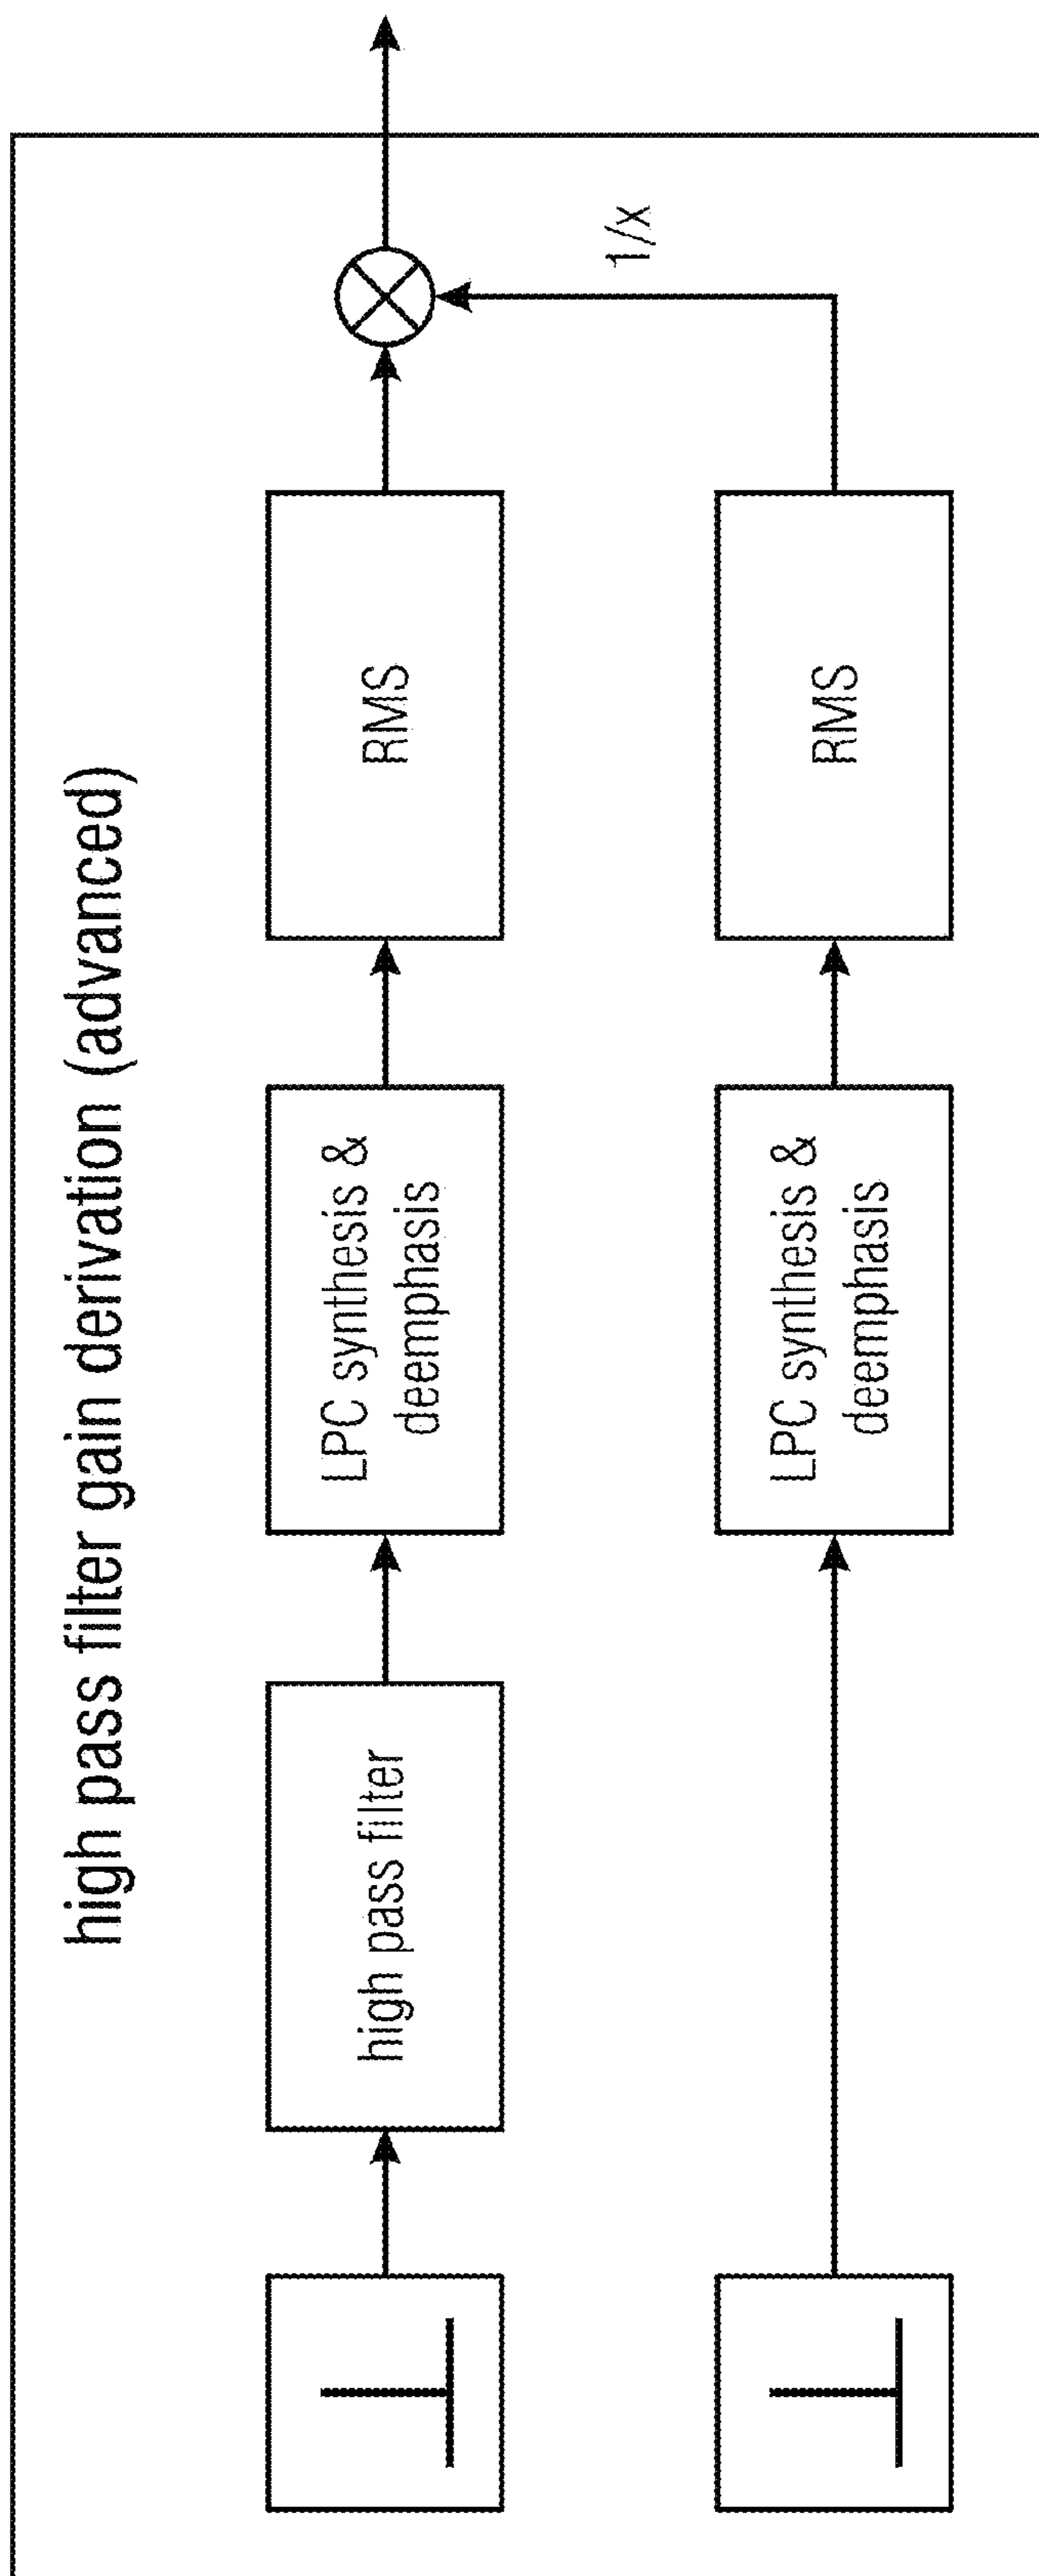 high pass filter gain derivation (advanced)
high pass filter
LPC synthesis &
deemphasis
RMS
1/x
LPC synthesis &
deemphasis
RMS